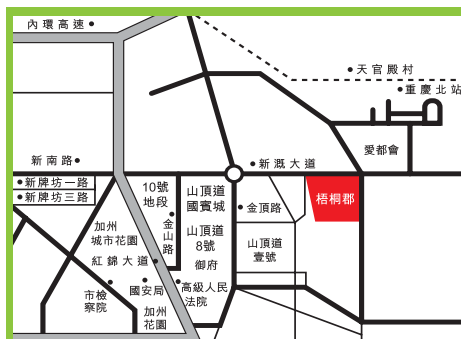 內環高速
天官殿村
重慶北站
愛都會
新南路
新溉大道
新牌坊一路
新牌坊三路
10號
地段
山頂道
國賓城
梧桐郡
金頂路
金山路
加州
城市花園
山頂道
8號
御府
山頂道
壹號
紅錦大道
國安局
高級人民
法院
市檢
察院
加州
花園